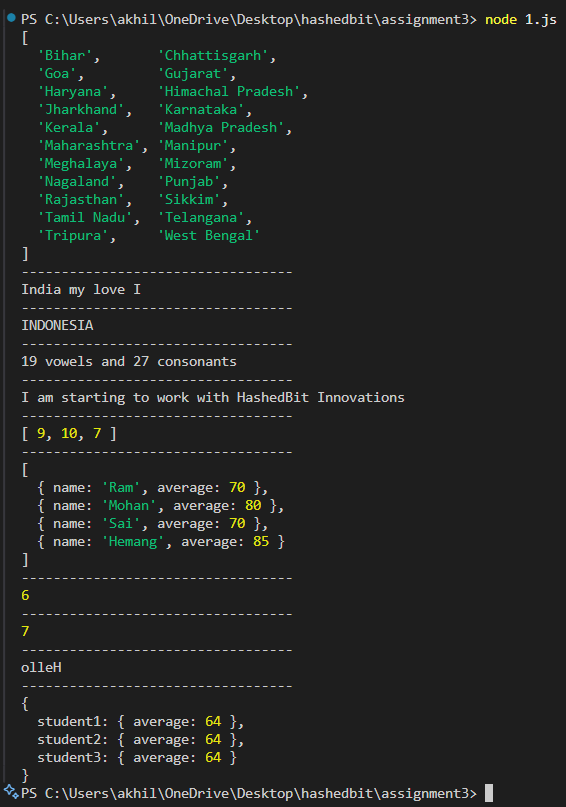 PS C:\Users\akhil\OneDrive\Desktop\hashedbit\assignment3> node 1.js
[
  'Bihar',       'Chhattisgarh',
  'Goa',         'Gujarat',
  'Haryana',     'Himachal Pradesh',
  'Jharkhand',   'Karnataka',
  'Kerala',      'Madhya Pradesh',
  'Maharashtra', 'Manipur',
  'Meghalaya',   'Mizoram',
  'Nagaland',    'Punjab',
  'Rajasthan',   'Sikkim',
  'Tamil Nadu',  'Telangana',
  'Tripura',     'West Bengal'
]
----------------------------------
India my love I
----------------------------------
INDONESIA
----------------------------------
19 vowels and 27 consonants
----------------------------------
I am starting to work with HashedBit Innovations
----------------------------------
[ 9, 10, 7 ]
----------------------------------
[
  { name: 'Ram', average: 70 },
  { name: 'Mohan', average: 80 },
  { name: 'Sai', average: 70 },
  { name: 'Hemang', average: 85 }
]
----------------------------------
6
----------------------------------
7
----------------------------------
olleH
----------------------------------
{
  student1: { average: 64 },
  student2: { average: 64 },
  student3: { average: 64 }
}
PS C:\Users\akhil\OneDrive\Desktop\hashedbit\assignment3>